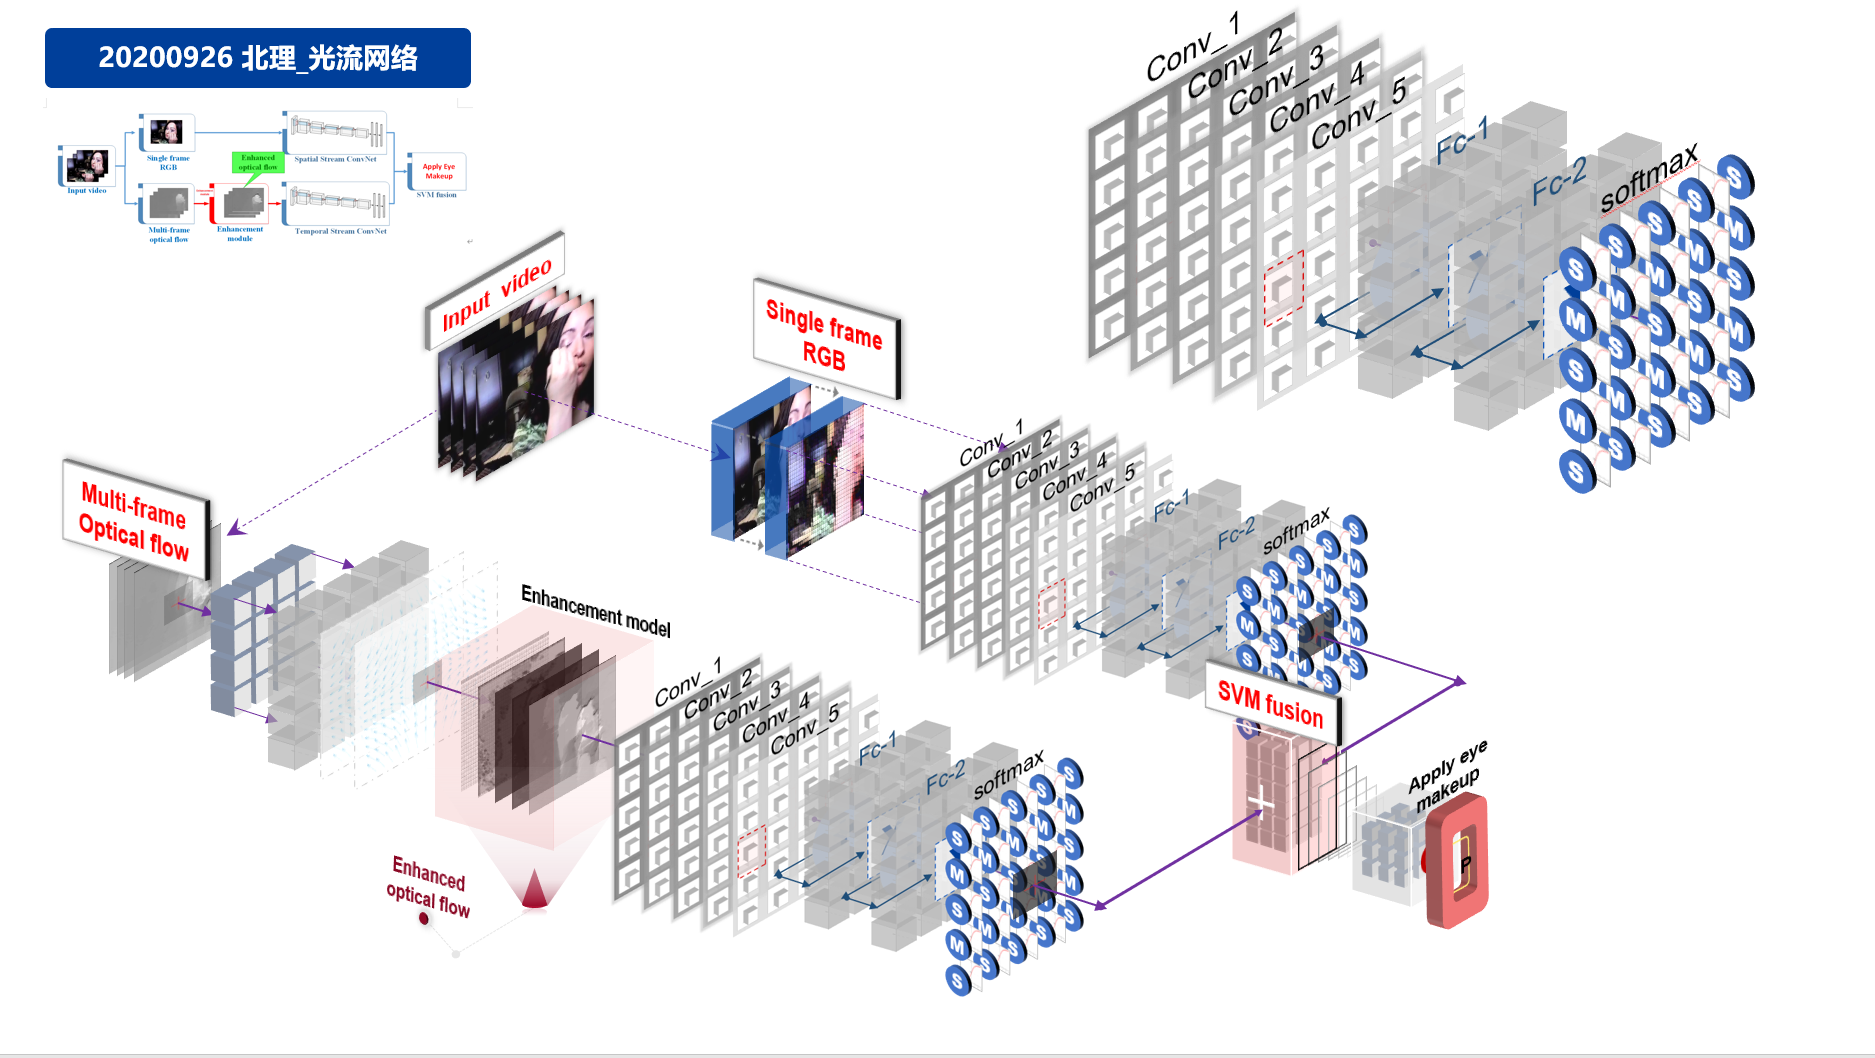 20200926 北理_光流网络
Input video
Single frame
RGB
Multi-frame
optical flow
Enhanced
optical flow
Enhancement
module
Spatial Stream ConvNet
Temporal Stream ConvNet
Apply Eye
Makeup
SVM fusion
Input video
Single frame
RGB
Multi-frame
Optical flow
Enhancement model
Enhanced
optical flow
Conv_1
Conv_2
Conv_3
Conv_4
Conv_5
Fc-1
Fc-2
softmax
S
M
Conv_1
Conv_2
Conv_3
Conv_4
Conv_5
Fc-1
Fc-2
softmax
S
M
Conv_1
Conv_2
Conv_3
Conv_4
Conv_5
Fc-1
Fc-2
softmax
S
M
SVM fusion
Apply eye
makeup
P